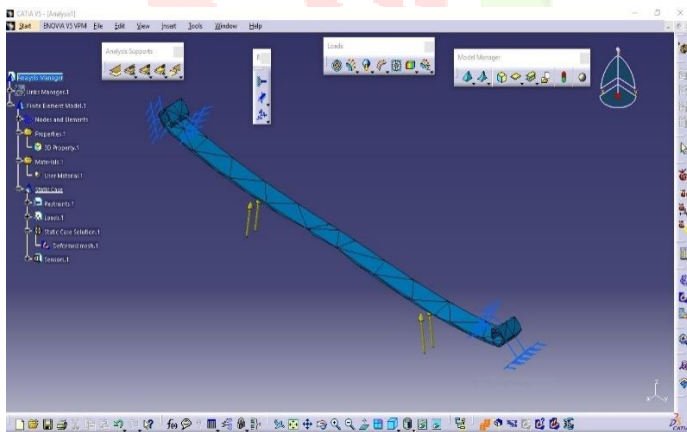 CATIA V5 - [Analysis1]
Start ENOVIA V5 VPM File Edit View Insert Tools Window Help
Analysis Supports
Loads
Model Manager
Analysis Manager
Units Manager.1
Finite Element Model.1
Nodes and Elements
Properties.1
3D Property.1
Materials.1
User Material.1
Static Case
Restraints.1
Loads.1
Static Case Solution.1
Deformed mesh.1
Sensors.1